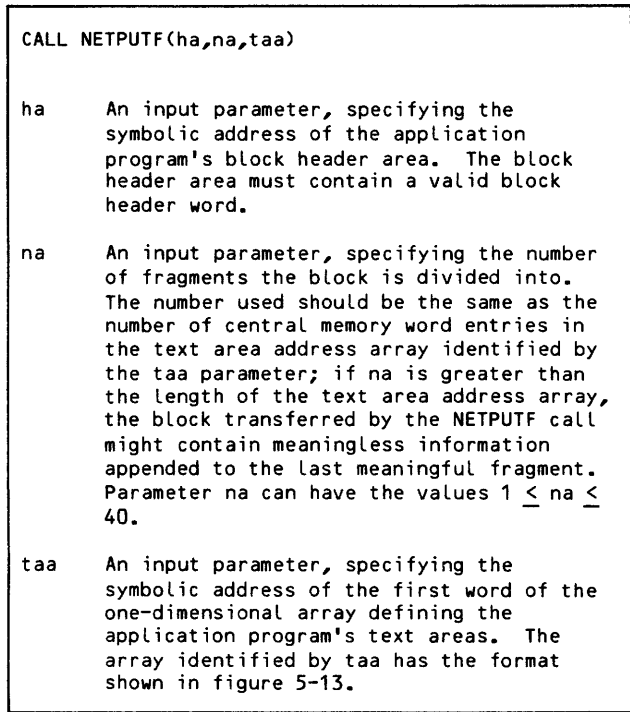 CALL NETPUTF(ha,na,taa)
ha An input parameter, specifying the
symbolic address of the application
program's block header area. The block
header area must contain a valid block
header word.
na An input parameter, specifying the number
of fragments the block is divided into.
The number used should be the same as the
number of central memory word entries in
the text area address array identified by
the taa parameter; if na is greater than
the length of the text area address array,
the block transferred by the NETPUTF call
might contain meaningless information
appended to the last meaningful fragment.
Parameter na can have the values 1 ≤ na ≤
40.
taa An input parameter, specifying the
symbolic address of the first word of the
one-dimensional array defining the
application program's text areas. The
array identified by taa has the format
shown in figure 5-13.